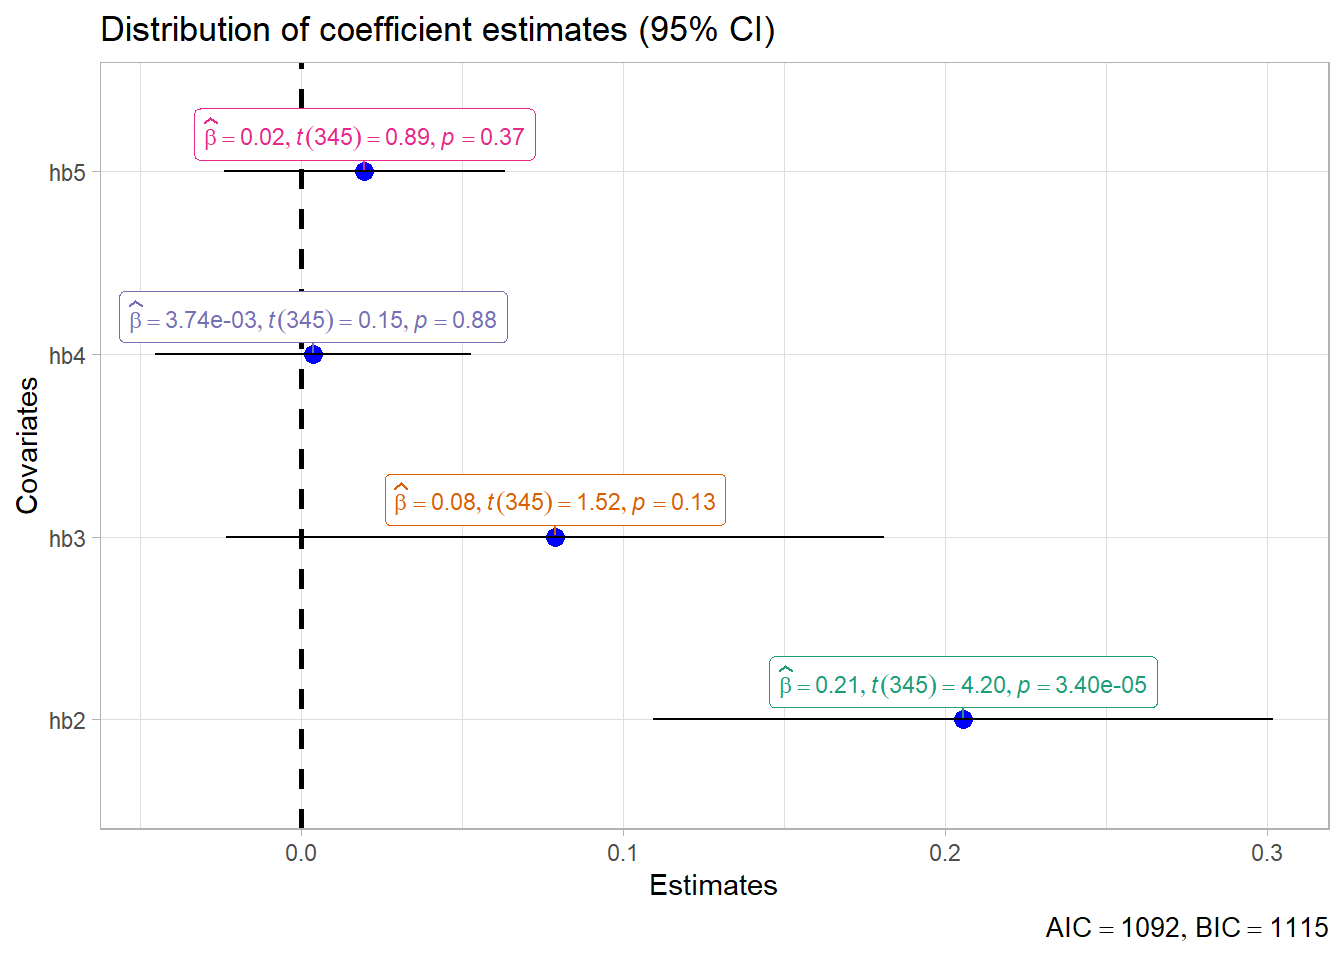 Distribution of coefficient estimates (95% CI)
β̂ = 0.02, t(345) = 0.89, p = 0.37
hb5
β̂ = 3.74e-03, t(345) = 0.15, p = 0.88
hb4
Covariates
β̂ = 0.08, t(345) = 1.52, p = 0.13
hb3
β̂ = 0.21, t(345) = 4.20, p = 3.40e-05
hb2
0.0 0.1 0.2 0.3
Estimates
AIC = 1092, BIC = 1115